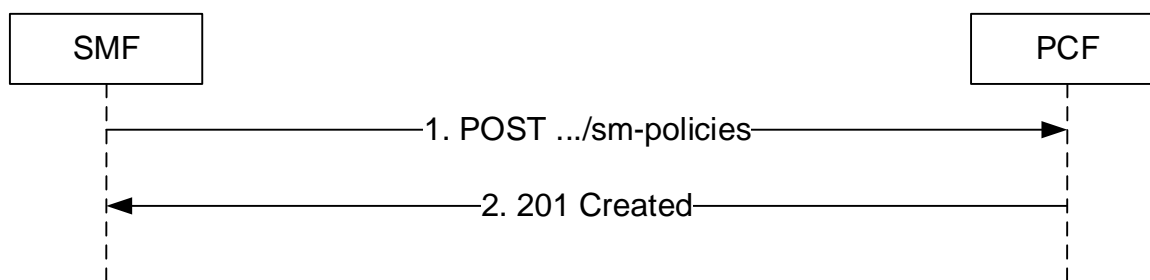 SMF
PCF
1. POST .../sm-policies
2. 201 Created